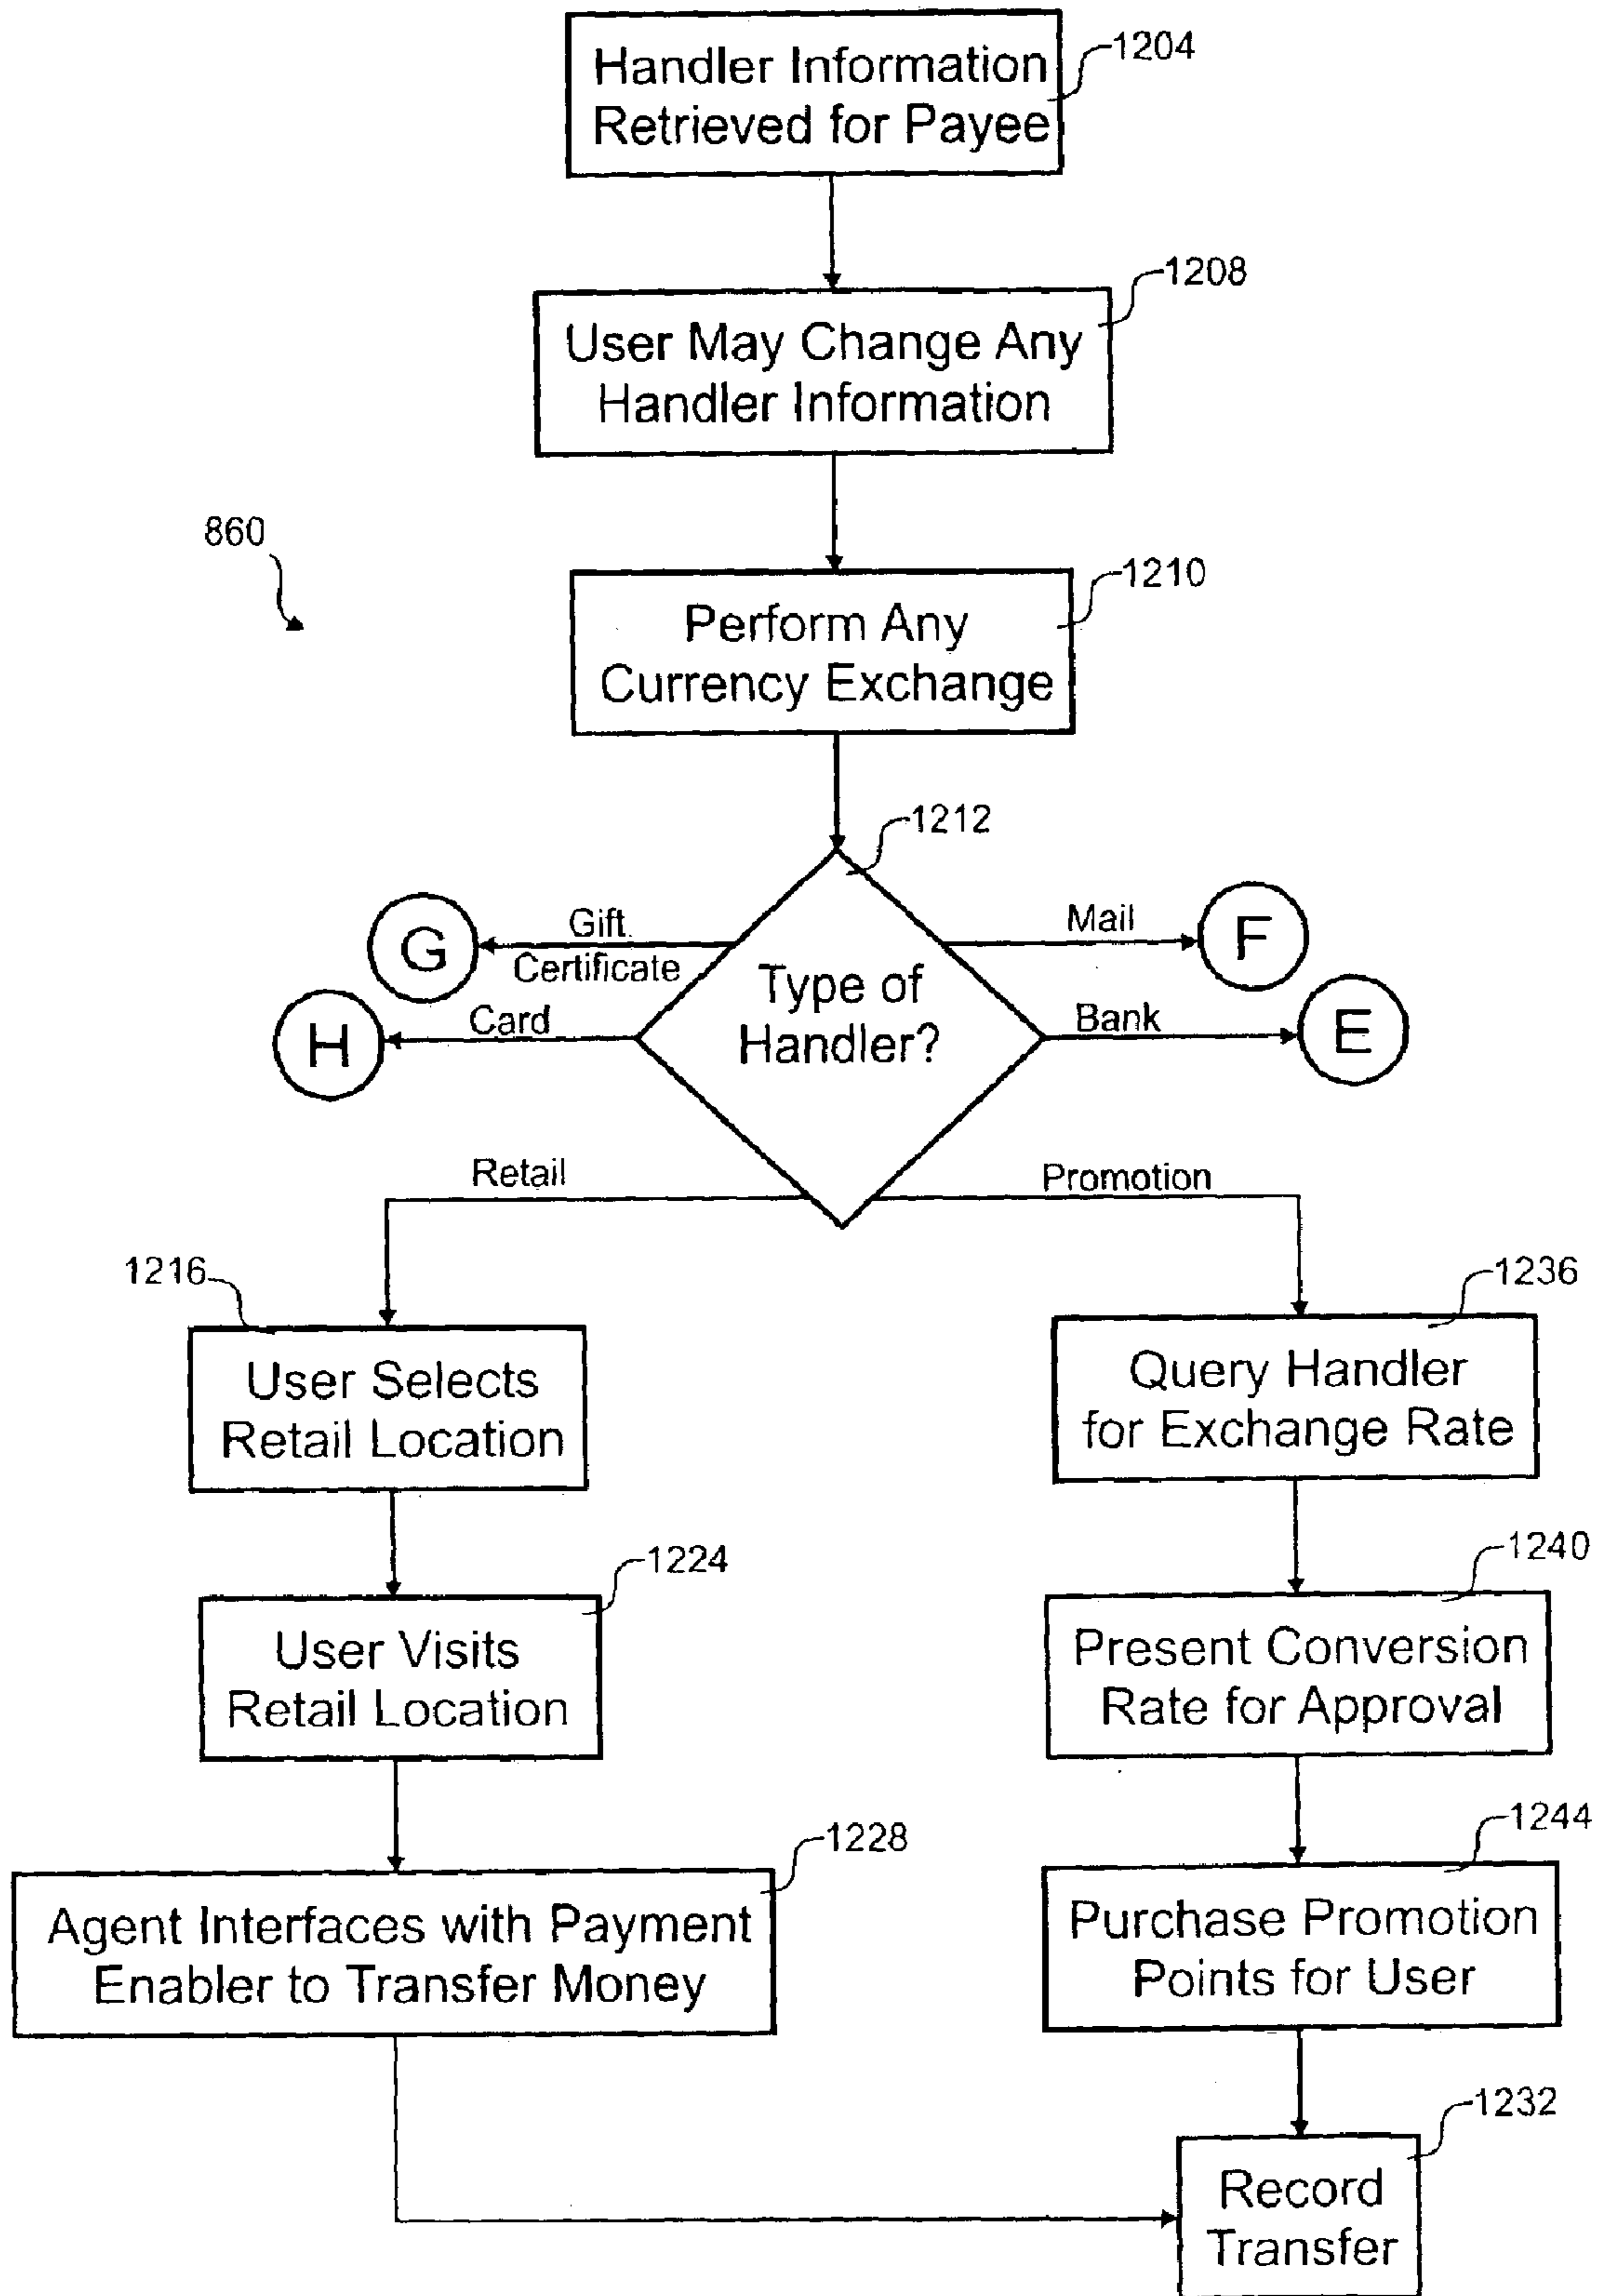 Handler Information
Retrieved for Payee
1204
User May Change Any
Handler Information
1208
860
Perform Any
Currency Exchange
1210
1212
Type of
Handler?
Gift
Certificate
G
Card
H
Mail
F
Bank
E
Retail
Promotion
1216
User Selects
Retail Location
1236
Query Handler
for Exchange Rate
1224
User Visits
Retail Location
1240
Present Conversion
Rate for Approval
1228
Agent Interfaces with Payment
Enabler to Transfer Money
1244
Purchase Promotion
Points for User
1232
Record
Transfer